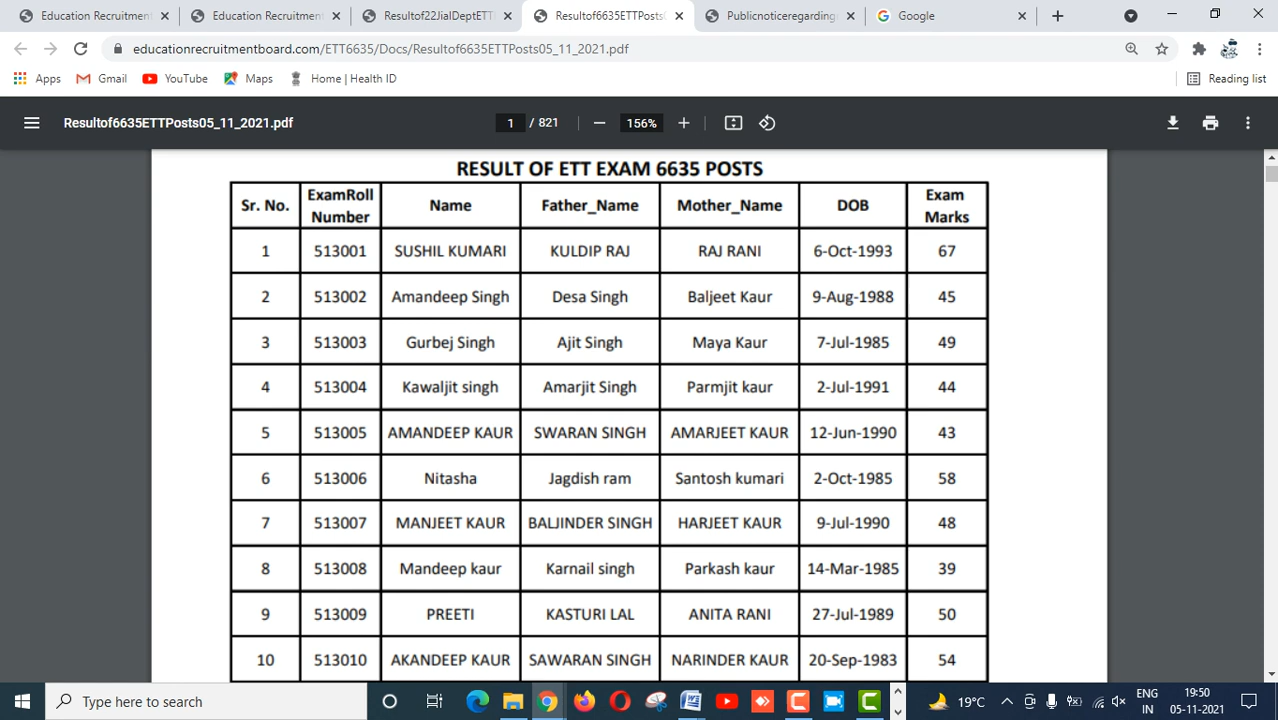 Education Recruitment
Education Recruitment
Resultof22JialDeptETT
Resultof6635ETTPosts
Publicnoticeregarding
Google
educationrecruitmentboard.com/ETT6635/Docs/Resultof6635ETTPosts05_11_2021.pdf
Apps Gmail YouTube Maps Home | Health ID Reading list
Resultof6635ETTPosts05_11_2021.pdf 1 / 821 156%
RESULT OF ETT EXAM 6635 POSTS
Sr. No. ExamRoll Number Name Father_Name Mother_Name DOB Exam Marks
1 513001 SUSHIL KUMARI KULDIP RAJ RAJ RANI 6-Oct-1993 67
2 513002 Amandeep Singh Desa Singh Baljeet Kaur 9-Aug-1988 45
3 513003 Gurbej Singh Ajit Singh Maya Kaur 7-Jul-1985 49
4 513004 Kawaljit singh Amarjit Singh Parmjit kaur 2-Jul-1991 44
5 513005 AMANDEEP KAUR SWARAN SINGH AMARJEET KAUR 12-Jun-1990 43
6 513006 Nitasha Jagdish ram Santosh kumari 2-Oct-1985 58
7 513007 MANJEET KAUR BALJINDER SINGH HARJEET KAUR 9-Jul-1990 48
8 513008 Mandeep kaur Karnail singh Parkash kaur 14-Mar-1985 39
9 513009 PREETI KASTURI LAL ANITA RANI 27-Jul-1989 50
10 513010 AKANDEEP KAUR SAWARAN SINGH NARINDER KAUR 20-Sep-1983 54
Type here to search
19°C
ENG
IN
19:50
05-11-2021